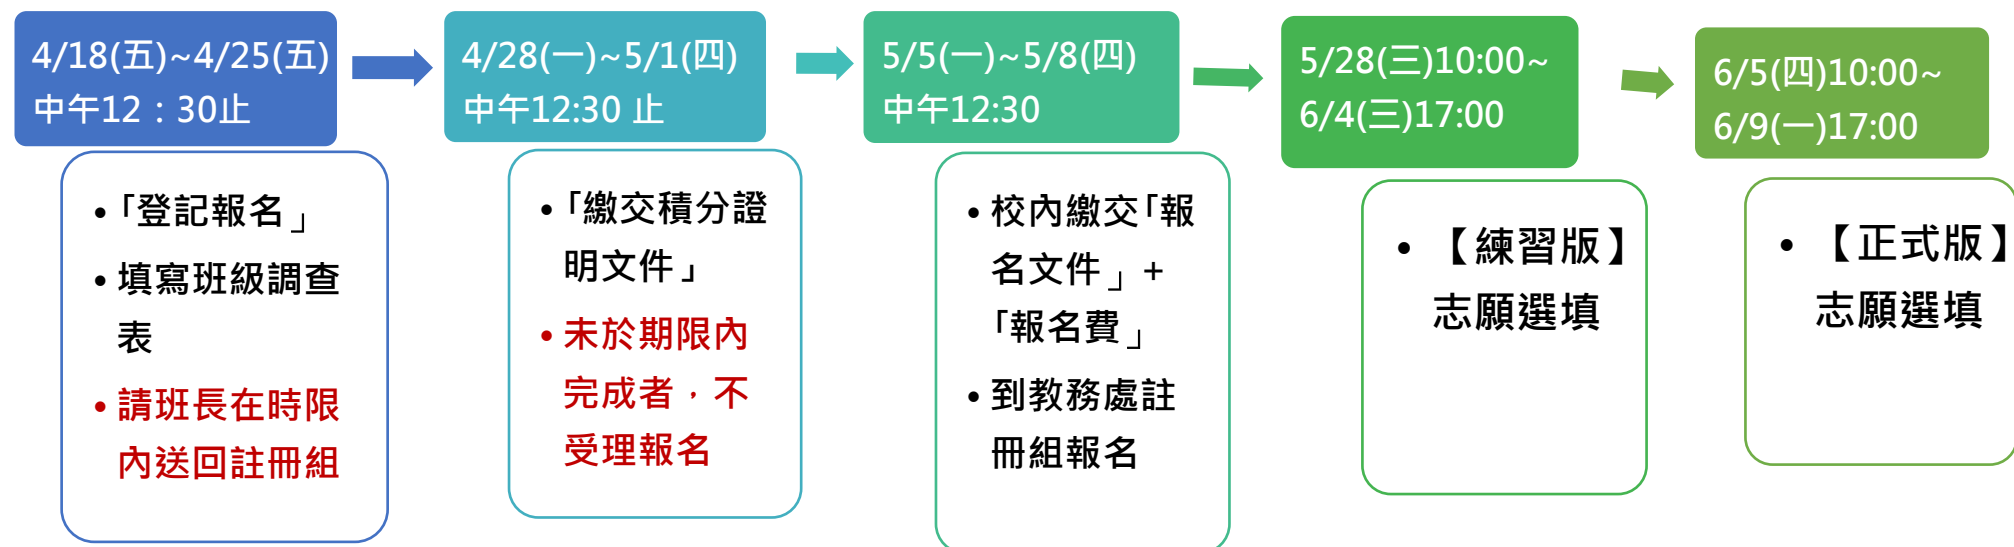 4/18(五)~4/25(五)
中午12：30止
•「登記報名」
• 填寫班級調查
表
• 請班長在時限
內送回註冊組
4/28(一)~5/1(四)
中午12:30 止
•「繳交積分證
明文件」
• 未於期限內
完成者，不
受理報名
5/5(一)~5/8(四)
中午12:30
• 校內繳交「報
名文件」+
「報名費」
• 到教務處註
冊組報名
5/28(三)10:00~
6/4(三)17:00
• 【練習版】
志願選填
6/5(四)10:00~
6/9(一)17:00
• 【正式版】
志願選填